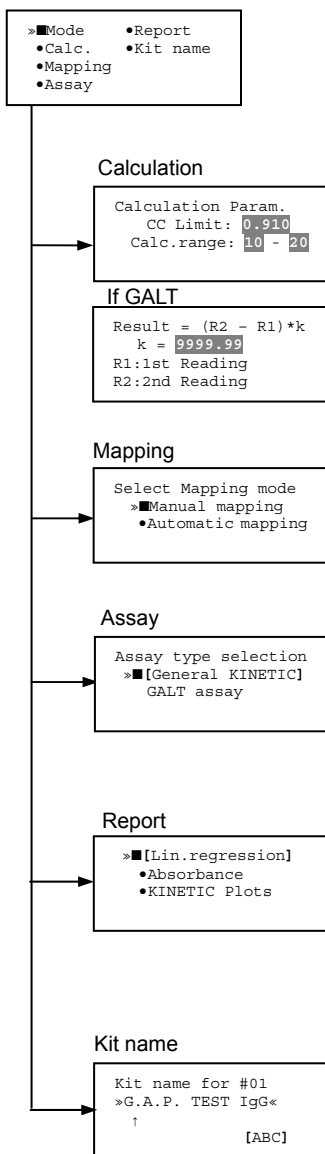 »■Mode •Report
•Calc. •Kit name
•Mapping
•Assay
Calculation
Calculation Param.
CC Limit: 0.910
Calc.range: 10 - 20
If GALT
Result = (R2 - R1)*k
k = 9999.99
R1:1st Reading
R2:2nd Reading
Mapping
Select Mapping mode
»■Manual mapping
•Automatic mapping
Assay
Assay type selection
»■[General KINETIC]
GALT assay
Report
»■[Lin.regression]
•Absorbance
•KINETIC Plots
Kit name
Kit name for #01
»G.A.P. TEST IgG«
↑
[ABC]